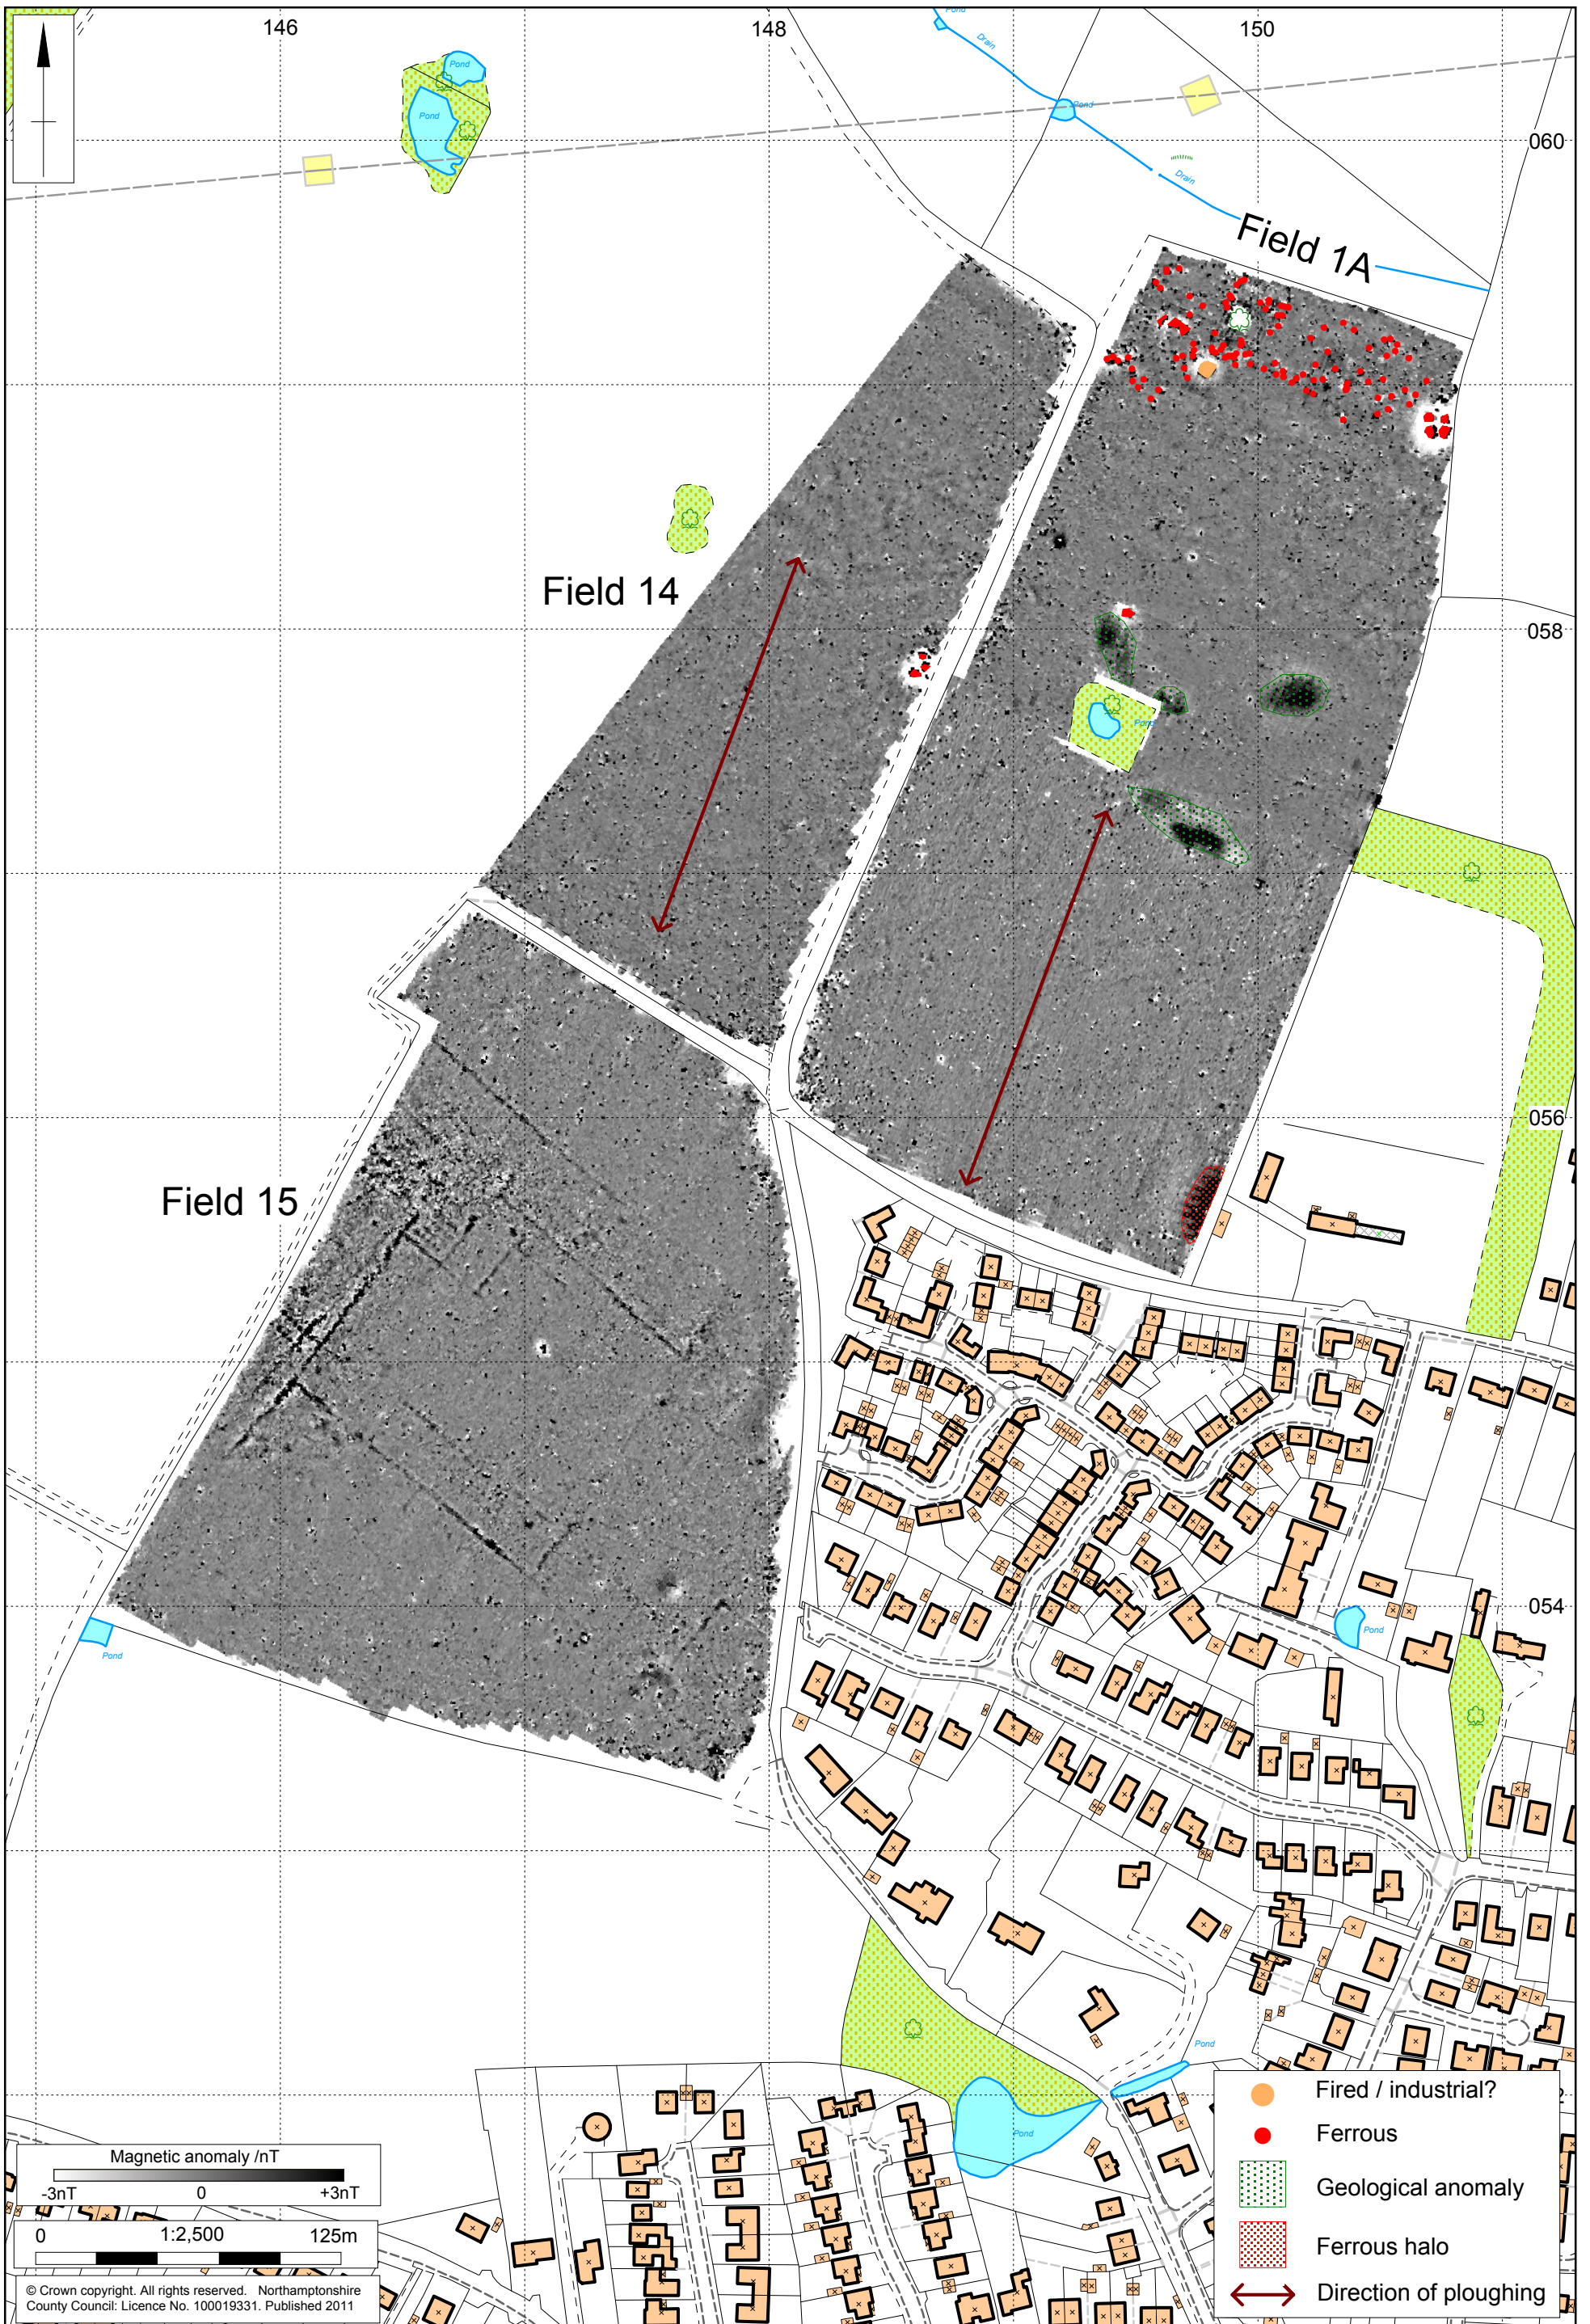 146
148
150
Pond
Drain
Pond
Pond
Pond
060
Drain
Field 1A
Field 14
058
Pond
056
Field 15
054
Pond
Pond
Pond
Pond
Fired / industrial?
Ferrous
Geological anomaly
Ferrous halo
Direction of ploughing
Magnetic anomaly /nT
-3nT 0 +3nT
0 1:2,500 125m
© Crown copyright. All rights reserved. Northamptonshire
County Council: Licence No. 100019331. Published 2011